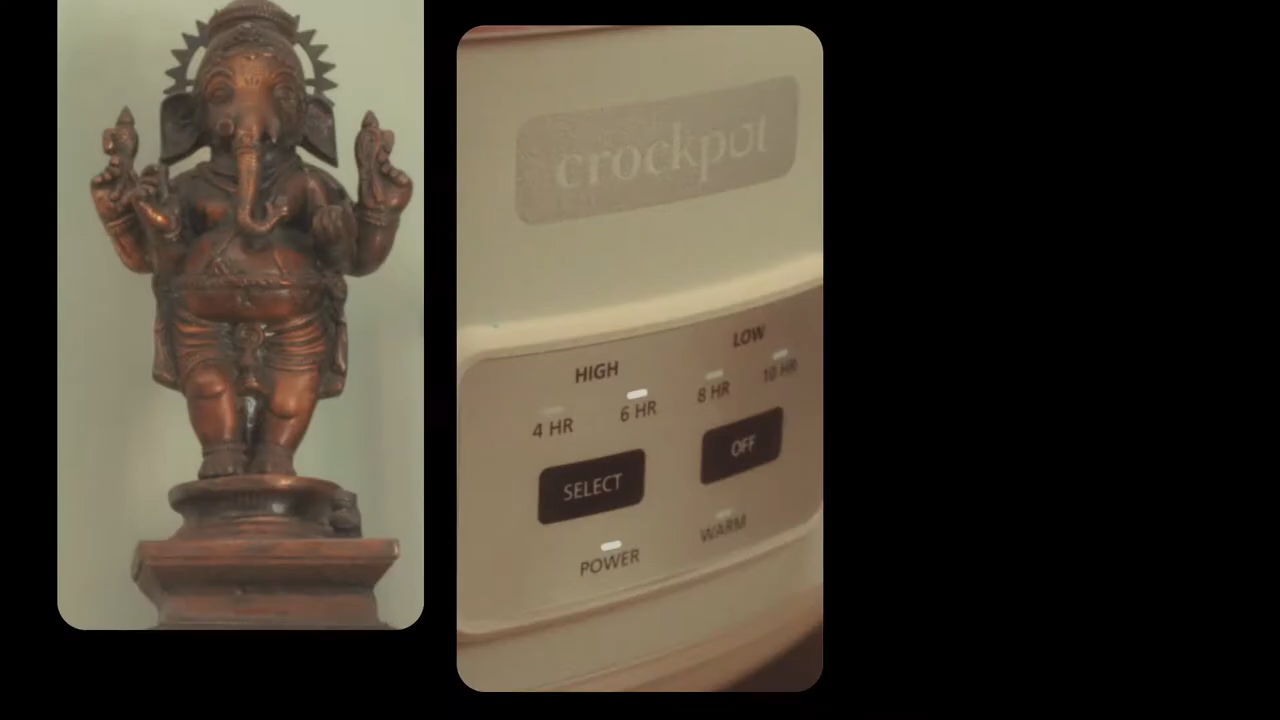 crockpot
HIGH
LOW
4 HR
6 HR
8 HR
10 HR
SELECT
OFF
POWER
WARM